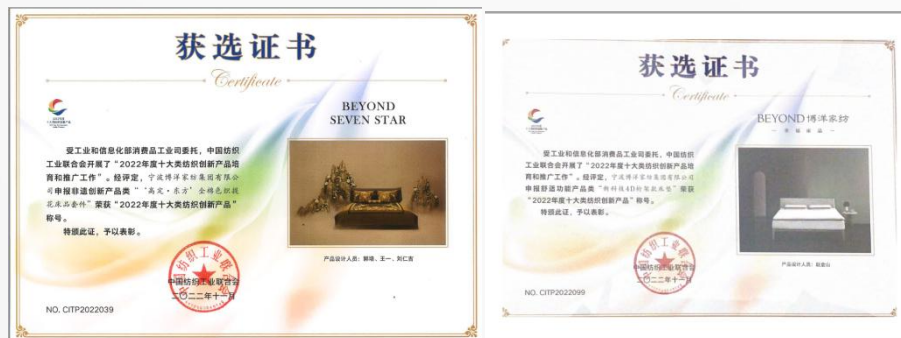 获选证书
Certificate
BEYOND
SEVEN STAR
受工业和信息化部消费品工业司委托，中国纺织
工业联合会开展了“2022年度十大类纺织创新产品培
育和推广工作”。经评定，宁波博洋家纺集团有限公
司申报非遗创新产品类“‘高定·东方’全棉色织提
花床品套件”荣获“2022年度十大类纺织创新产品”
称号。
特颁此证，予以表彰。
产品设计人员：郭嗥、王一、刘仁吉
中国纺织工业联合会
二〇二二年十一月
NO. CITP2022039
获选证书
Certificate
BEYOND博洋家纺
受工业和信息化部消费品工业司委托，中国纺织
工业联合会开展了“2022年度十大类纺织创新产品培
育和推广工作”。经评定，宁波博洋家纺集团有限公司
申报舒适功能产品类
荣获
“2022年度十大类纺织创新产品”称号。
特颁此证，予以表彰。
产品设计人员：
中国纺织工业联合会
二〇二二年十一月
NO. CITP2022099